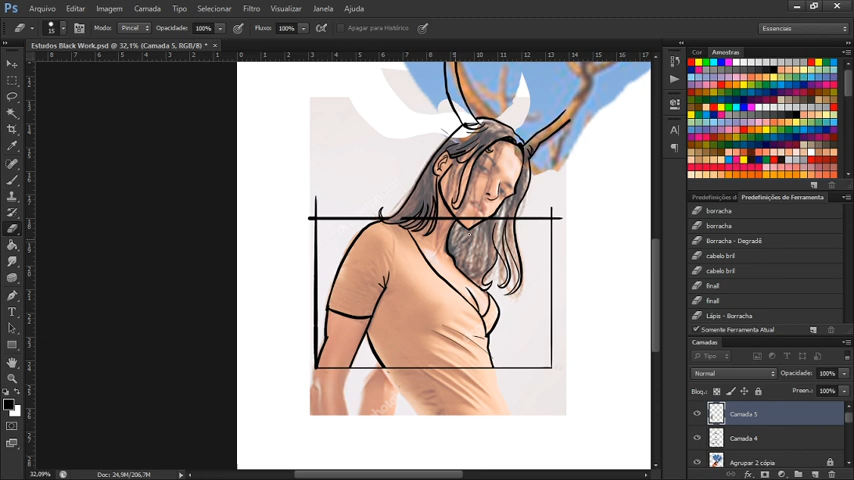 Ps Arquivo Editar Imagem Camada Tipo Selecionar Filtro Visualizar Janela Ajuda
15 Modo: Pincel Opacidade: 100% Fluxo: 100% Apagar para Histórico Essenciais
Estudos Black Work.psd @ 32,1% (Camada 5, RGB/8) * ×
Cor Amostras
Predefinições de Ferramenta
borracha
borracha
Borracha - Degradê
cabelo bril
cabelo bril
finall
finall
Lápis - Borracha
Somente Ferramenta Atual
Camadas
Tipo
Normal Opacidade: 100%
Bloq.: Preen.: 100%
Camada 5
Camada 4
Agrupar 2 cópia
32,09% Doc: 24,9M/206,7M